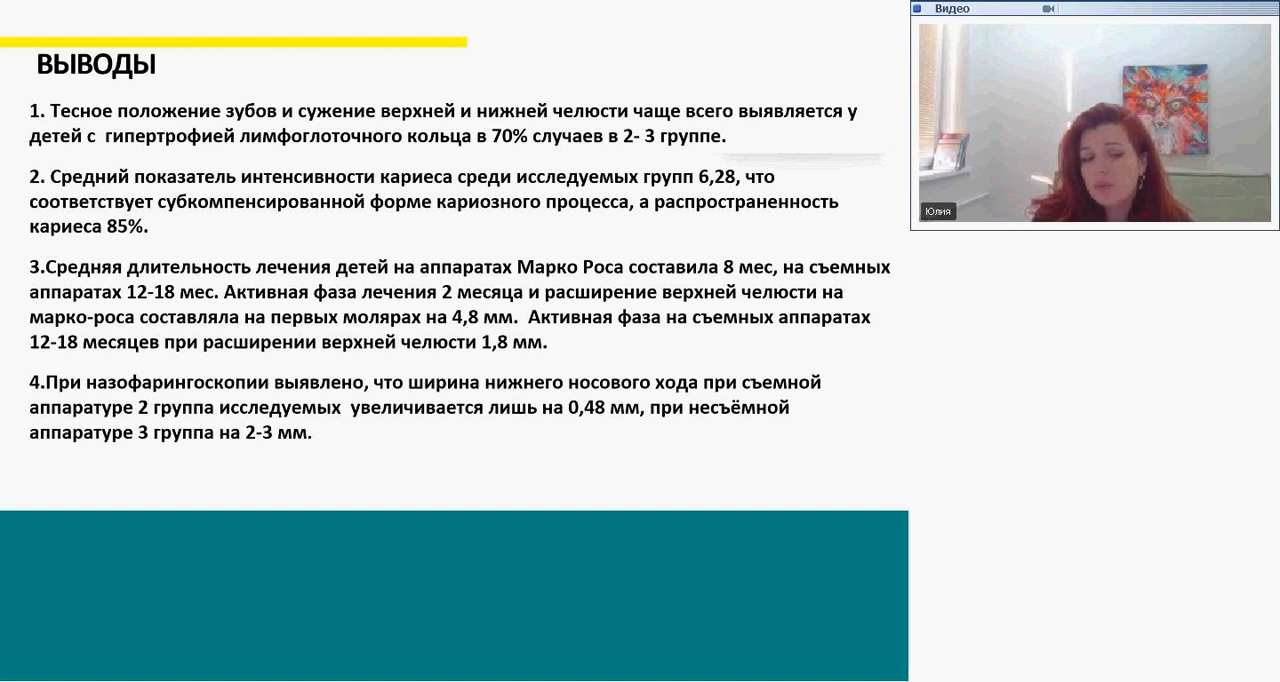 Видео
ВЫВОДЫ
1. Тесное положение зубов и сужение верхней и нижней челюсти чаще всего выявляется у
детей с  гипертрофией лимфоглоточного кольца в 70% случаев в 2- 3 группе.
2. Средний показатель интенсивности кариеса среди исследуемых групп 6,28, что
соответствует субкомпенсированной форме кариозного процесса, а распространенность
кариеса 85%.
3.Средняя длительность лечения детей на аппаратах Марко Роса составила 8 мес, на съемных
аппаратах 12-18 мес. Активная фаза лечения 2 месяца и расширение верхней челюсти на
марко-роса составляла на первых молярах на 4,8 мм.  Активная фаза на съемных аппаратах
12-18 месяцев при расширении верхней челюсти 1,8 мм.
4.При назофарингоскопии выявлено, что ширина нижнего носового хода при съемной
аппаратуре 2 группа исследуемых  увеличивается лишь на 0,48 мм, при несъёмной
аппаратуре 3 группа на 2-3 мм.
Юлия